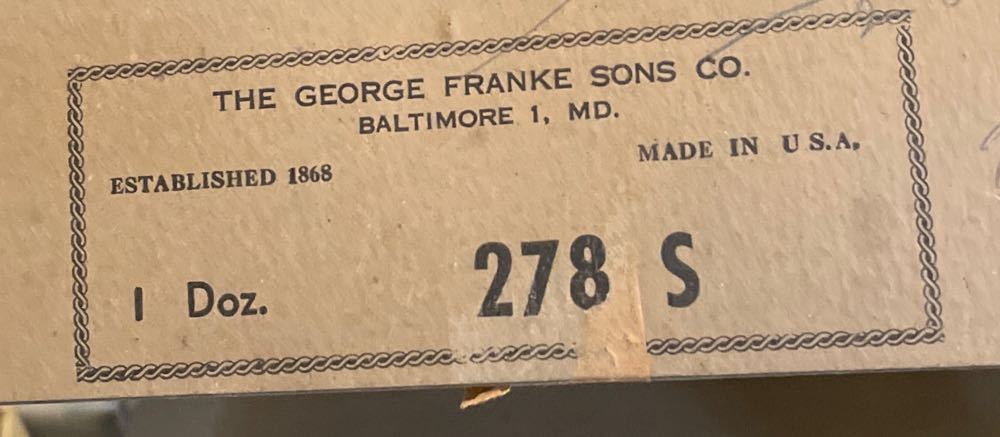 THE GEORGE FRANKE SONS CO.
BALTIMORE 1, MD.
ESTABLISHED 1868
MADE IN U S.A.
1 Doz.
278 S